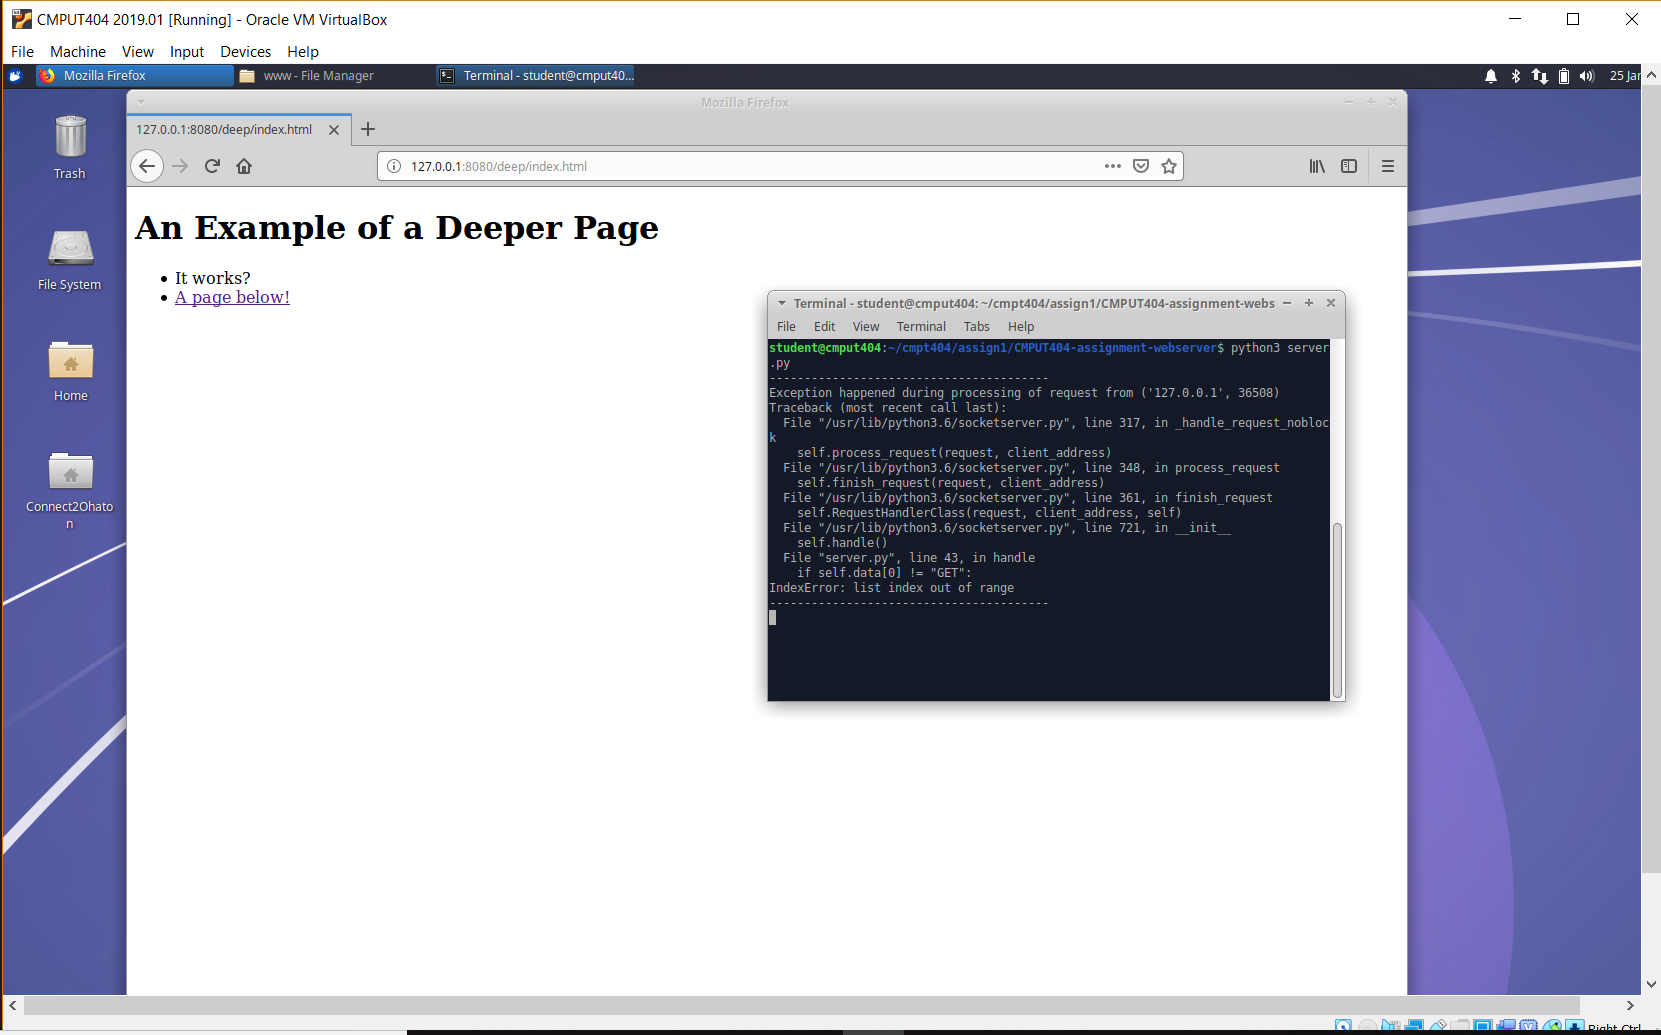 CMPUT404 2019.01 [Running] - Oracle VM VirtualBox
File Machine View Input Devices Help
Mozilla Firefox
www - File Manager
Terminal - student@cmput40...
25 Jar
Trash
File System
Home
Connect2Ohato
n
Mozilla Firefox
127.0.0.1:8080/deep/index.html
127.0.0.1:8080/deep/index.html
An Example of a Deeper Page
It works?
A page below!
Terminal - student@cmput404: ~/cmpt404/assign1/CMPUT404-assignment-webs
File Edit View Terminal Tabs Help
student@cmput404:~/cmpt404/assign1/CMPUT404-assignment-webserver$ python3 server
.py
----------------------------------------
Exception happened during processing of request from ('127.0.0.1', 36508)
Traceback (most recent call last):
  File "/usr/lib/python3.6/socketserver.py", line 317, in _handle_request_nobloc
k
    self.process_request(request, client_address)
  File "/usr/lib/python3.6/socketserver.py", line 348, in process_request
    self.finish_request(request, client_address)
  File "/usr/lib/python3.6/socketserver.py", line 361, in finish_request
    self.RequestHandlerClass(request, client_address, self)
  File "/usr/lib/python3.6/socketserver.py", line 721, in __init__
    self.handle()
  File "server.py", line 43, in handle
    if self.data[0] != "GET":
IndexError: list index out of range
----------------------------------------
Right Ctrl